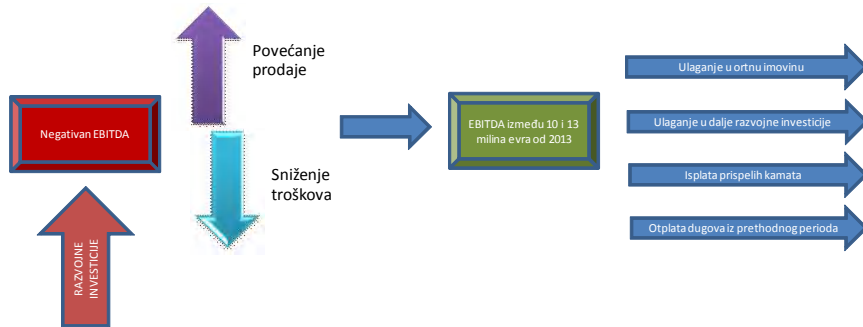 Negativan EBITDA
RAZVOJNE
INVESTICIJE
Povećanje
prodaje
Sniženje
troškova
EBITDA između 10 i 13
milina evra od 2013
Ulaganje u ortnu imovinu
Ulaganje u dalje razvojne investicije
Isplata prispelih kamata
Otplata dugova iz prethodnog perioda